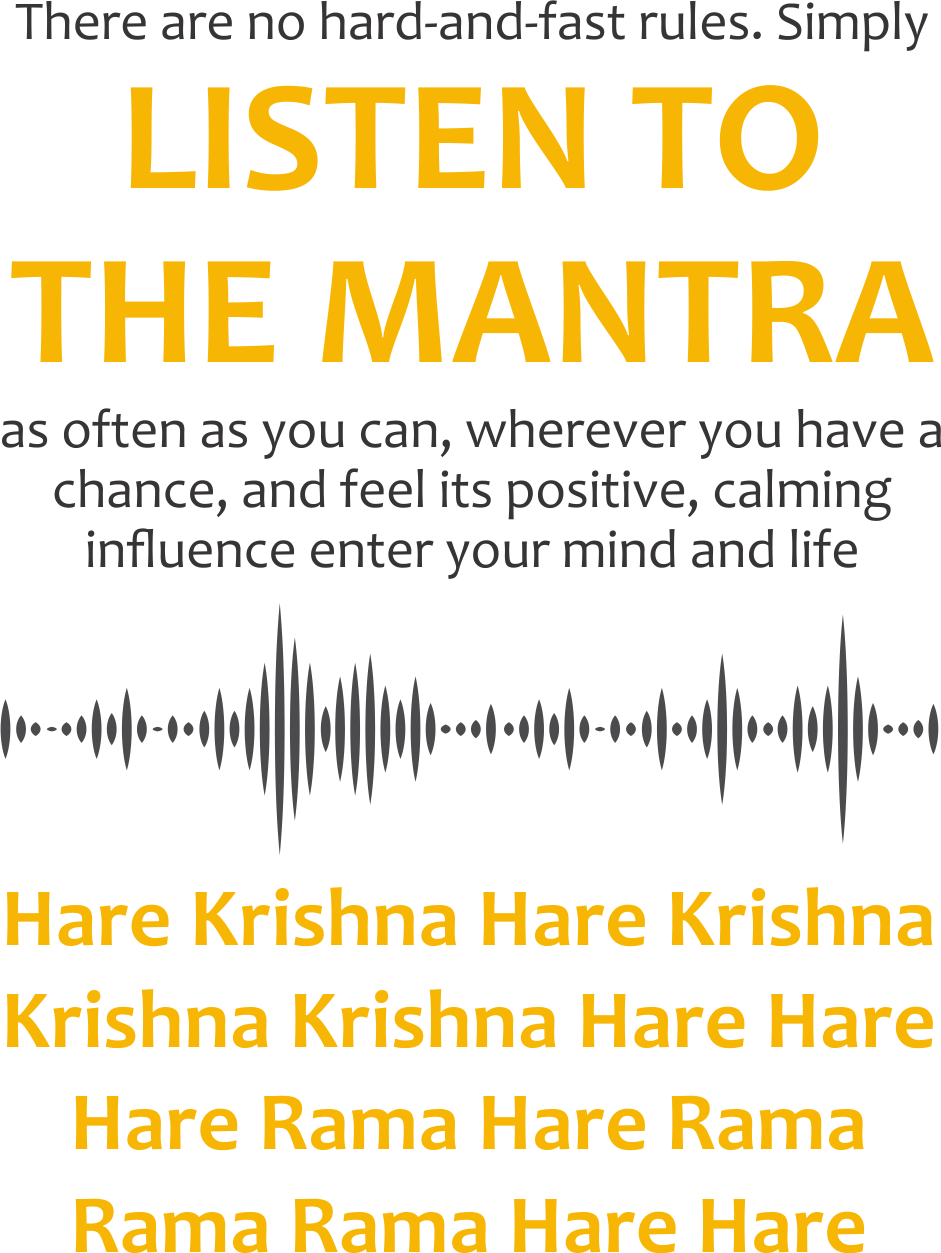 There are no hard-and-fast rules. Simply
LISTEN TO
THE MANTRA
as often as you can, wherever you have a
chance, and feel its positive, calming
influence enter your mind and life
Hare Krishna Hare Krishna
Krishna Krishna Hare Hare
Hare Rama Hare Rama
Rama Rama Hare Hare